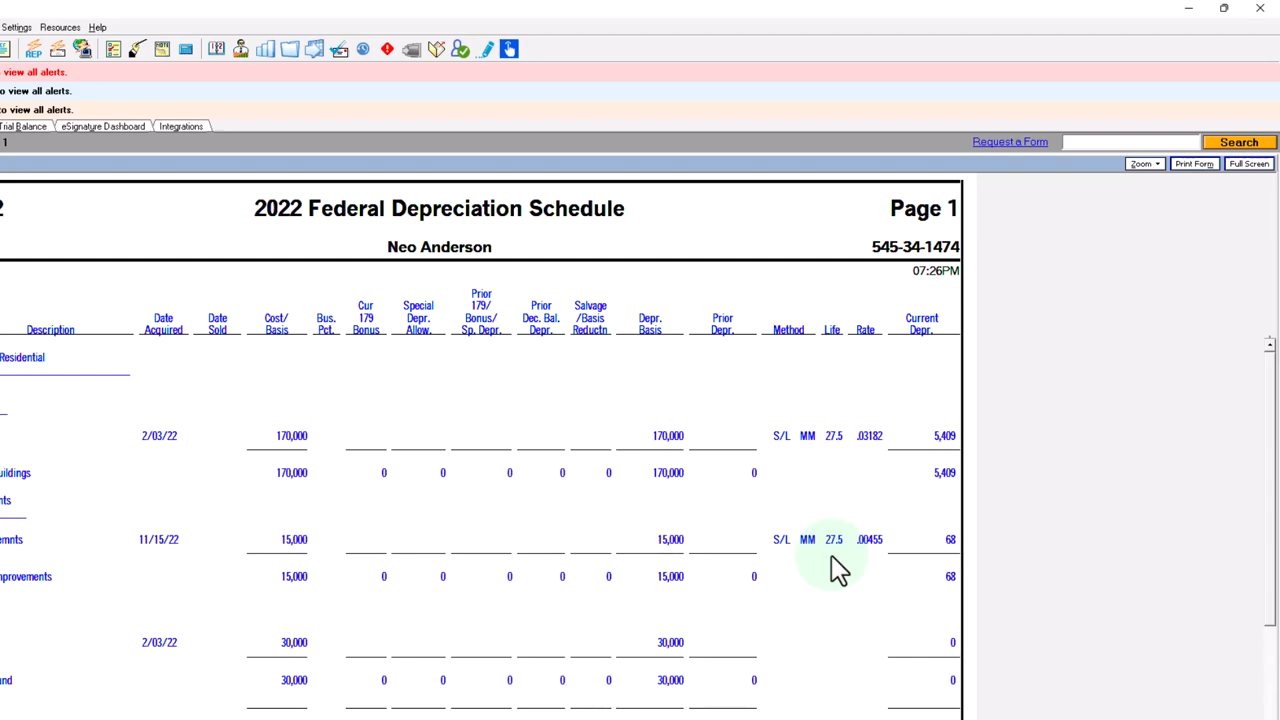 Settings Resources Help
REP NOTE
view all alerts.
o view all alerts.
to view all alerts.
Trial Balance eSignature Dashboard Integrations
1 Request a Form Search
Zoom Print Form Full Screen
2 2022 Federal Depreciation Schedule Page 1
Neo Anderson 545-34-1474
07:26PM
Description Date Acquired Date Sold Cost/ Basis Bus. Pct. Cur 179 Bonus Special Depr. Allow. Prior 179/ Bonus/ Sp. Depr. Prior Dec. Bal. Depr. Salvage /Basis Reductn Depr. Basis Prior Depr. Method Life Rate Current Depr.
Residential
2/03/22 170,000 170,000 S/L MM 27.5 .03182 5,409
uildings 170,000 0 0 0 0 0 170,000 0 5,409
nts
emnts 11/15/22 15,000 15,000 S/L MM 27.5 .00455 68
nprovements 15,000 0 0 0 0 0 15,000 0 68
2/03/22 30,000 30,000 0
and 30,000 0 0 0 0 0 30,000 0 0